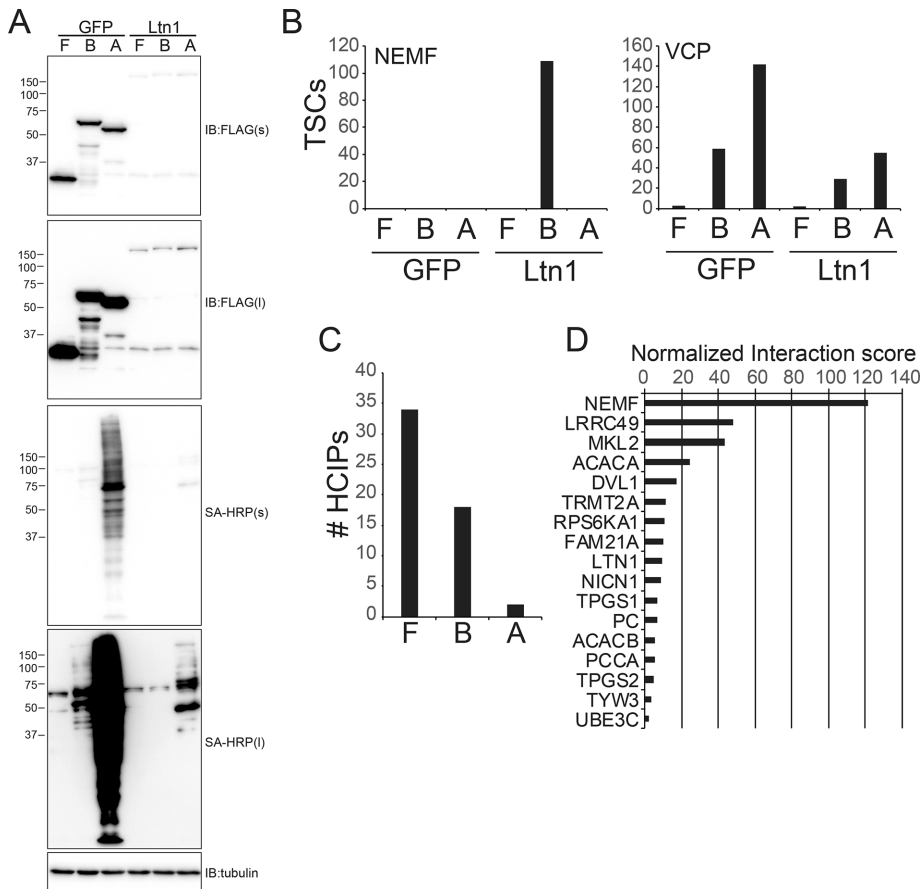 A
GFP Ltn1
F B A F B A
150
100
75
50
37
IB:FLAG(s)
150
100
75
50
37
IB:FLAG(l)
150
100
75
50
37
SA-HRP(s)
150
100
75
50
37
SA-HRP(l)
IB:tubulin
B
TSCs
NEMF
120
100
80
60
40
20
0
F B A F B A
GFP Ltn1
VCP
160
140
120
100
80
60
40
20
0
F B A F B A
GFP Ltn1
C
# HCIPs
40
35
30
25
20
15
10
5
0
F B A
D
Normalized Interaction score
0 20 40 60 80 100 120 140
NEMF
LRRC49
MKL2
ACACA
DVL1
TRMT2A
RPS6KA1
FAM21A
LTN1
NICN1
TPGS1
PC
ACACB
PCCA
TPGS2
TYW3
UBE3C